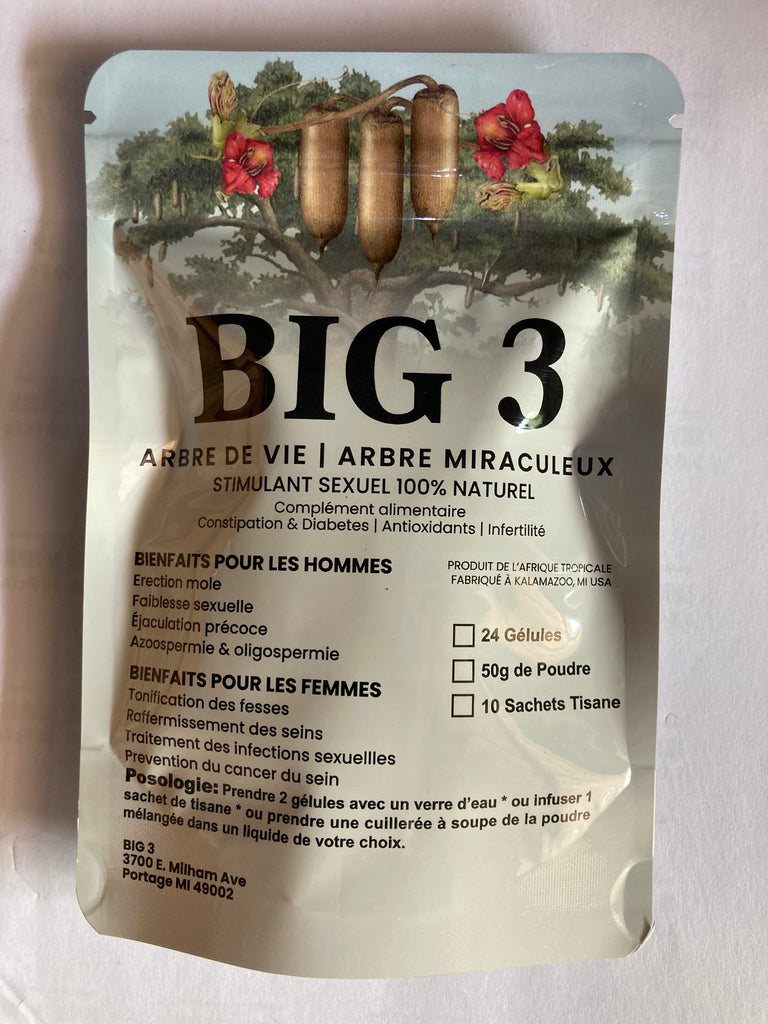 BIG 3
ARBRE DE VIE | ARBRE MIRACULEUX
STIMULANT SEXUEL 100% NATUREL
Complément alimentaire
Constipation & Diabetes | Antioxidants | Infertilité
BIENFAITS POUR LES HOMMES
Erection mole
Faiblesse sexuelle
Éjaculation précoce
Azoospermie & oligospermie
PRODUIT DE L'AFRIQUE TROPICALE
FABRIQUÉ À KALAMAZOO, MI USA
24 Gélules
50g de Poudre
10 Sachets Tisane
BIENFAITS POUR LES FEMMES
Tonification des fesses
Raffermissement des seins
Traitement des infections sexuellles
Prevention du cancer du sein
Posologie: Prendre 2 gélules avec un verre d'eau * ou infuser 1
sachet de tisane * ou prendre une cuillerée à soupe de la poudre
mélangée dans un liquide de votre choix.
BIG 3
3700 E. Milham Ave
Portage MI 49002